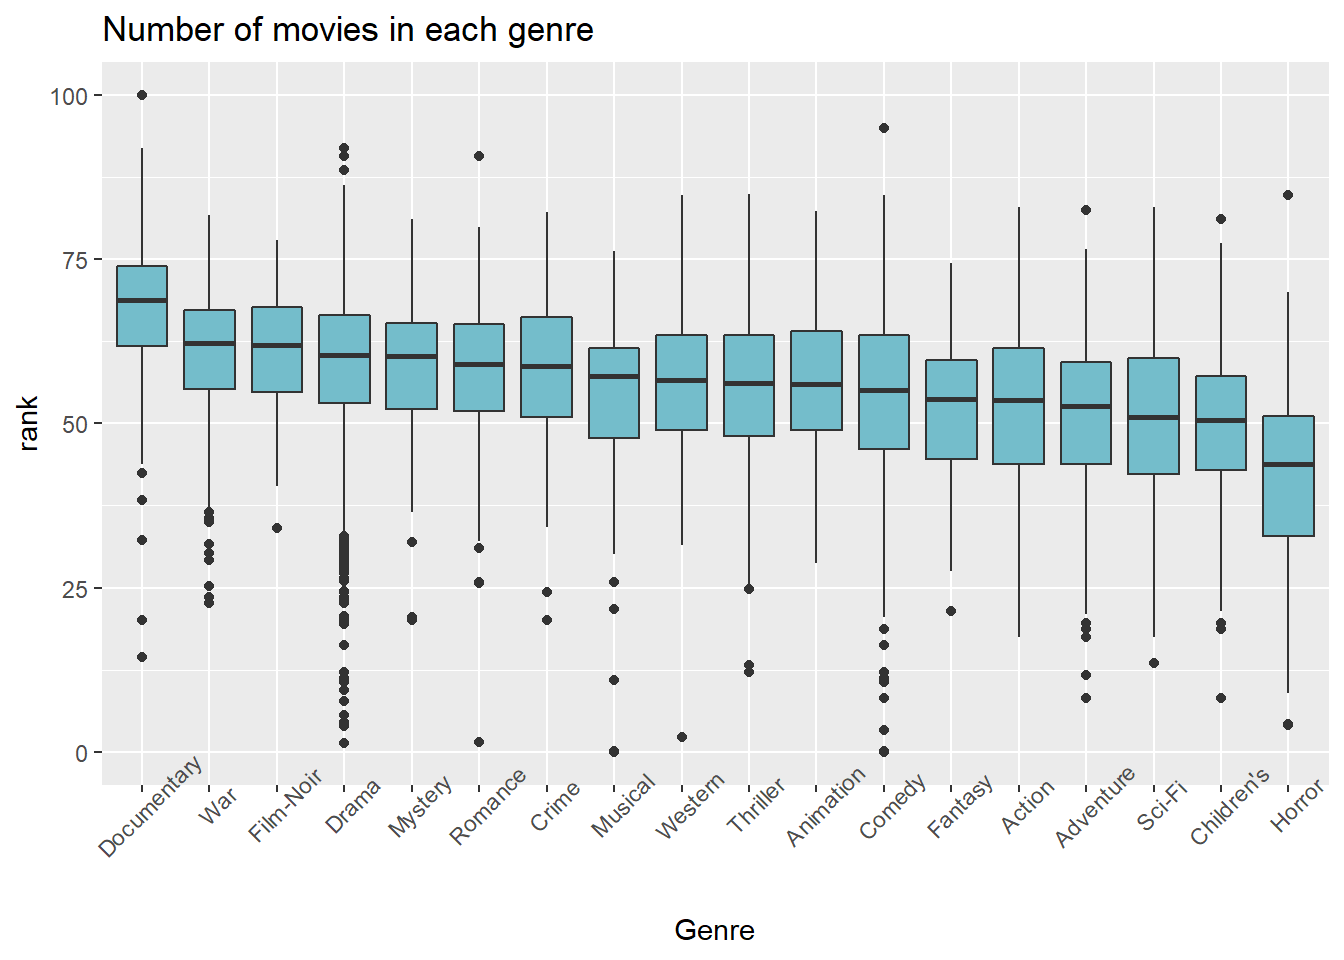 Number of movies in each genre
100
75
50
25
0
rank
Documentary
War
Film-Noir
Drama
Mystery
Romance
Crime
Musical
Western
Thriller
Animation
Comedy
Fantasy
Action
Adventure
Sci-Fi
Children's
Horror
Genre